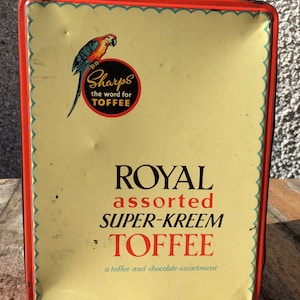 Sharps
the word for
TOFFEE
ROYAL
assorted
SUPER-KREEM
TOFFEE
a toffee and chocolate assortment